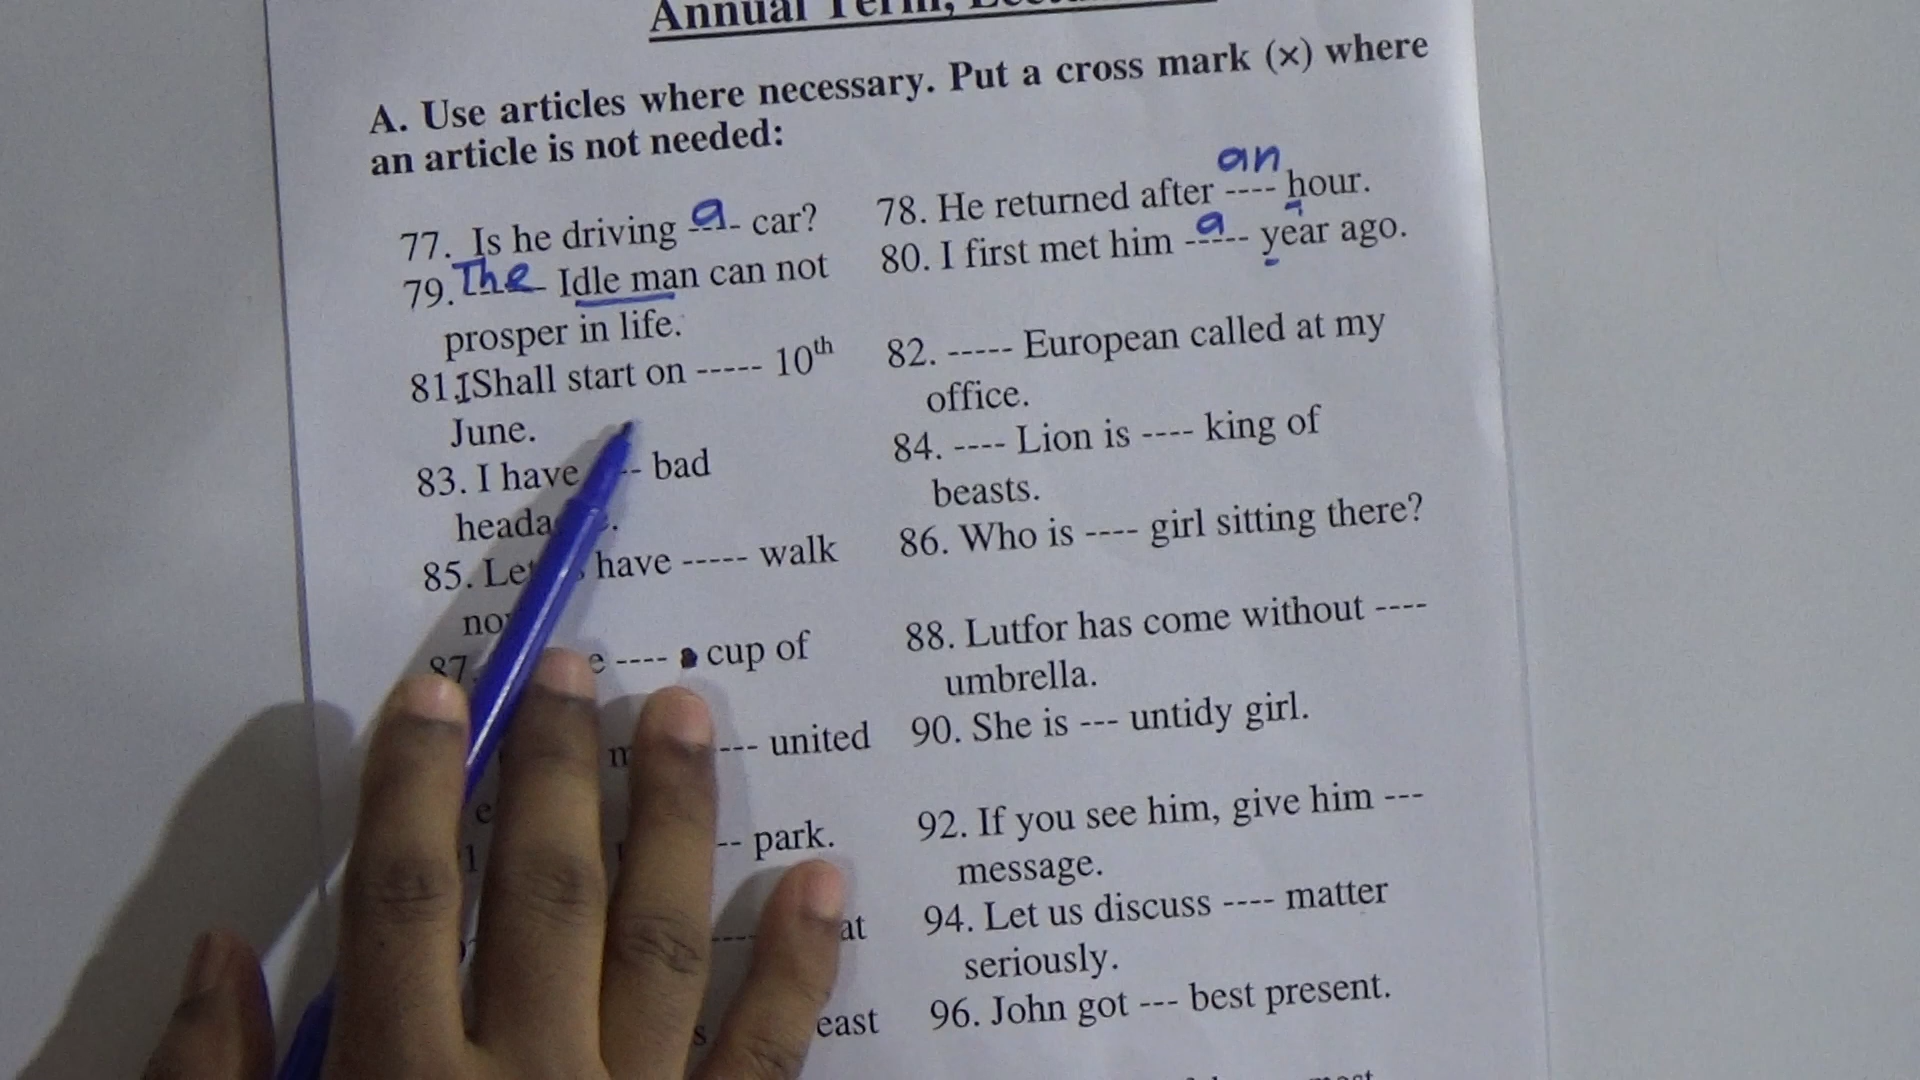 Annual Term,
A. Use articles where necessary. Put a cross mark (×) where
an article is not needed:
77. Is he driving a ---- car?
78. He returned after an ---- hour.
79. The Idle man can not
prosper in life.
80. I first met him a ----- year ago.
81. I Shall start on ----- 10th
June.
82. ----- European called at my
office.
83. I have -- bad
84. ---- Lion is ---- king of
beasts.
85. have ----- walk
86. Who is ---- girl sitting there?
87. ---- cup of
88. Lutfor has come without ----
umbrella.
--- united
90. She is --- untidy girl.
-- park.
92. If you see him, give him ---
message.
----
94. Let us discuss ---- matter
seriously.
east
96. John got --- best present.